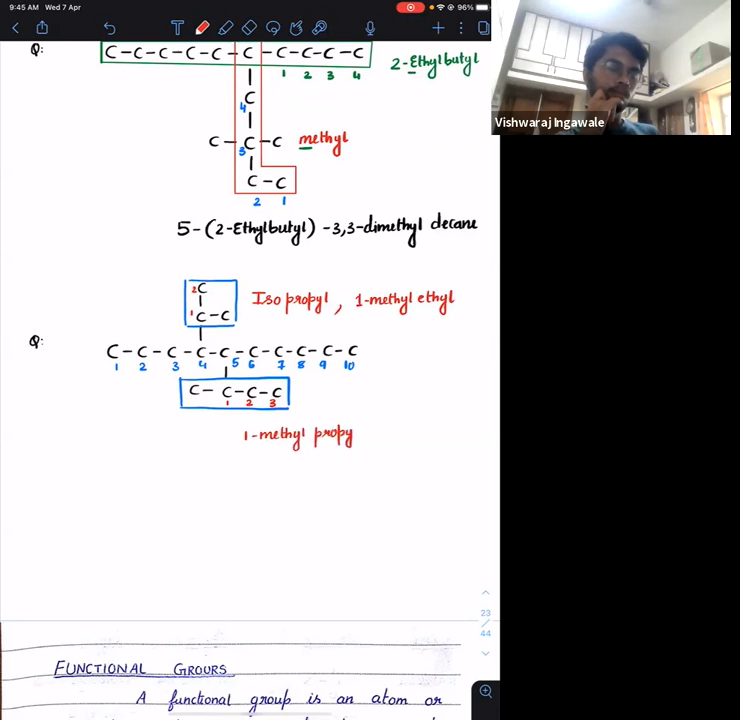 9:45 AM Wed 7 Apr 96%
Q: C-C-C-C-C-C-C-C-C-C 2-Ethylbutyl
1 2 3 4
C
4
C-C-C methyl
3
C-C
2 1
5-(2-Ethylbutyl)-3,3-dimethyl decane
2C
1C-C Isopropyl, 1-methyl ethyl
Q: C-C-C-C-C-C-C-C-C-C
1 2 3 4 5 6 7 8 9 10
C-C-C-C
1 2 3
1-methyl propy
23
/
44
FUNCTIONAL GROUPS
A functional group is an atom or
Vishwaraj Ingawale